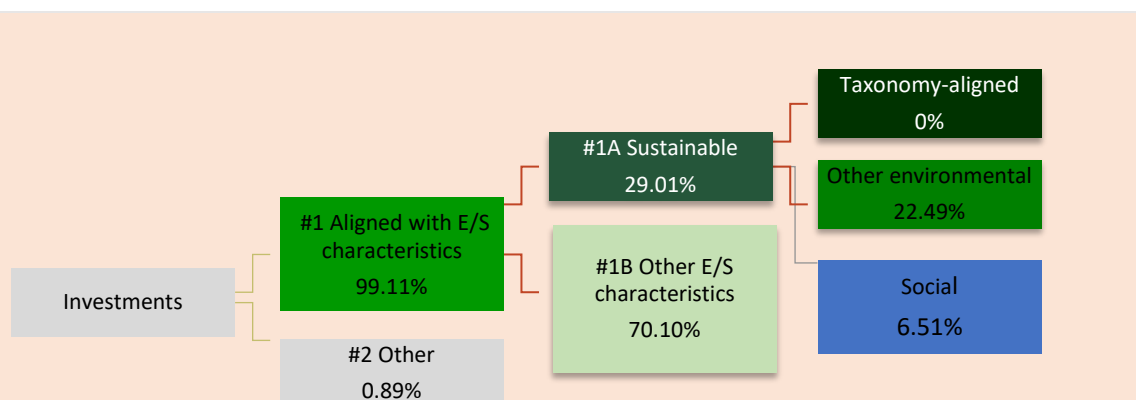 Investments
#1 Aligned with E/S
characteristics
99.11%
#2 Other
0.89%
#1A Sustainable
29.01%
#1B Other E/S
characteristics
70.10%
Taxonomy-aligned
0%
Other environmental
22.49%
Social
6.51%